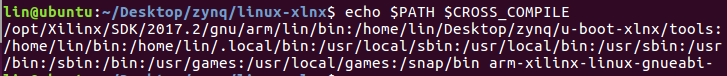 lin@ubuntu:~/Desktop/zynq/linux-xlnx$ echo $PATH $CROSS_COMPILE
/opt/Xilinx/SDK/2017.2/gnu/arm/lin/bin:/home/lin/Desktop/zynq/u-boot-xlnx/tools:
/home/lin/bin:/home/lin/.local/bin:/usr/local/sbin:/usr/local/bin:/usr/sbin:/usr
/bin:/sbin:/bin:/usr/games:/usr/local/games:/snap/bin arm-xilinx-linux-gnueabi-